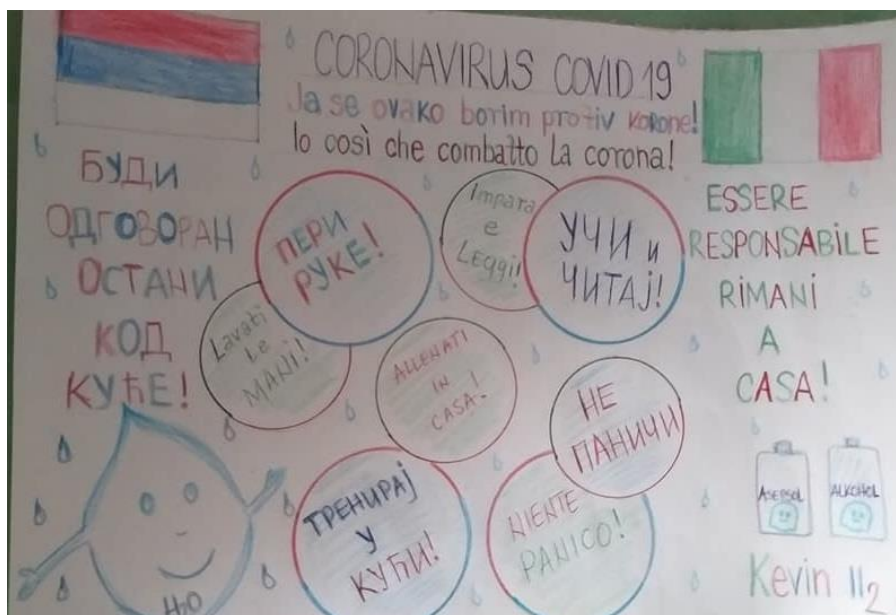 CORONAVIRUS COVID 19
Ja se ovako borim protiv korone!
Io così che combatto La corona!
БУДИ
ОДГОВОРАН
ОСТАНИ
КОД
КУЋЕ!
ПЕРИ
РУКЕ!
Impara
e
Leggi!
УЧИ и
ЧИТАЈ!
ESSERE
RESPONSABILE
RIMANI
A
CASA!
Lavati
Le
MANI!
ALLENATI
IN
CASA!
НЕ
ПАНИЧИ
ТРЕНИРАЈ
У
КУЋИ!
NIENTE
PANICO!
ASEPSOL
ALKOHOL
Kevin II2